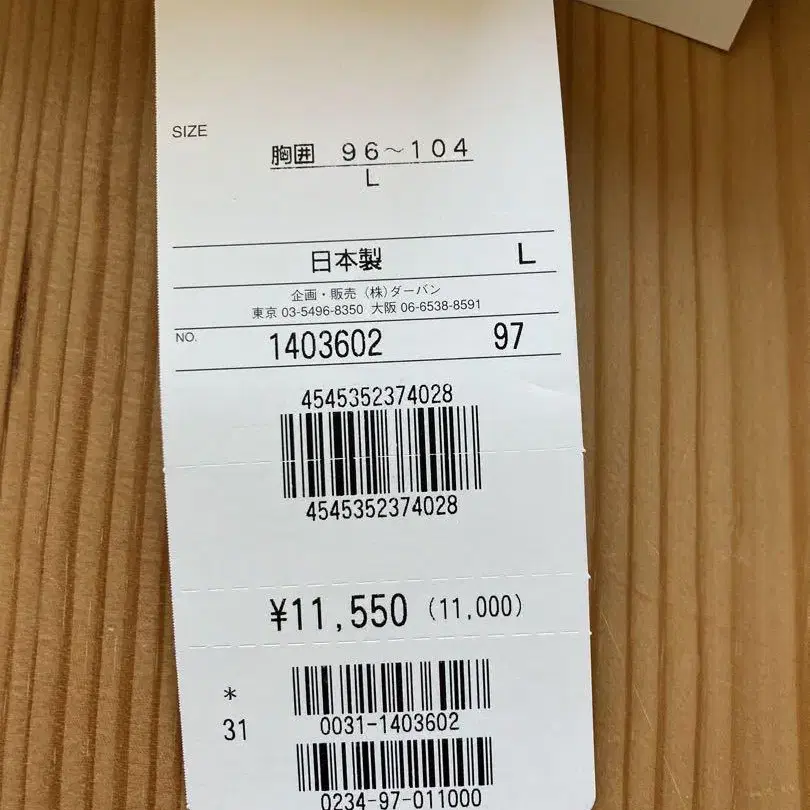 SIZE
胸囲 96～104
L
日本製 L
企画・販売 (株)ダーバン
東京 03-5496-8350 大阪 06-6538-8591
NO. 1403602 97
4545352374028
4545352374028
¥11,550 (11,000)
*
31
0031-1403602
0234-97-011000